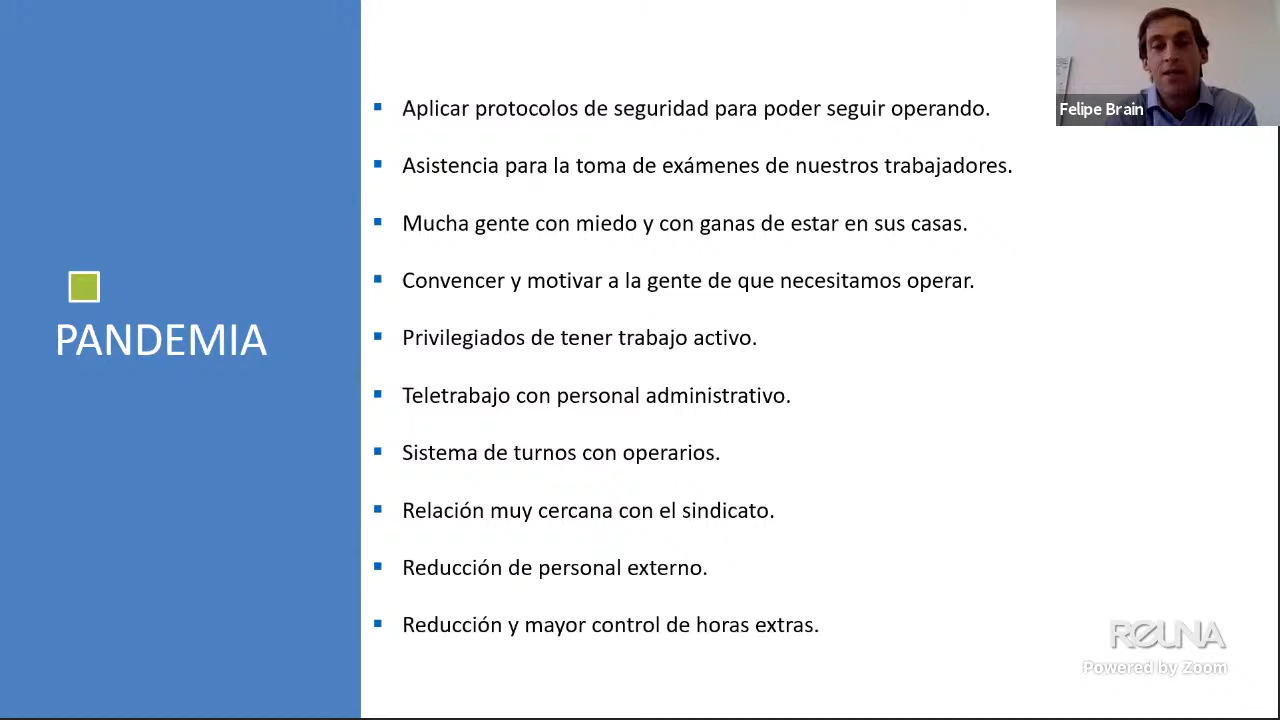 PANDEMIA
Aplicar protocolos de seguridad para poder seguir operando.
Asistencia para la toma de exámenes de nuestros trabajadores.
Mucha gente con miedo y con ganas de estar en sus casas.
Convencer y motivar a la gente de que necesitamos operar.
Privilegiados de tener trabajo activo.
Teletrabajo con personal administrativo.
Sistema de turnos con operarios.
Relación muy cercana con el sindicato.
Reducción de personal externo.
Reducción y mayor control de horas extras.
Felipe Brain
REUNA
Powered by Zoom